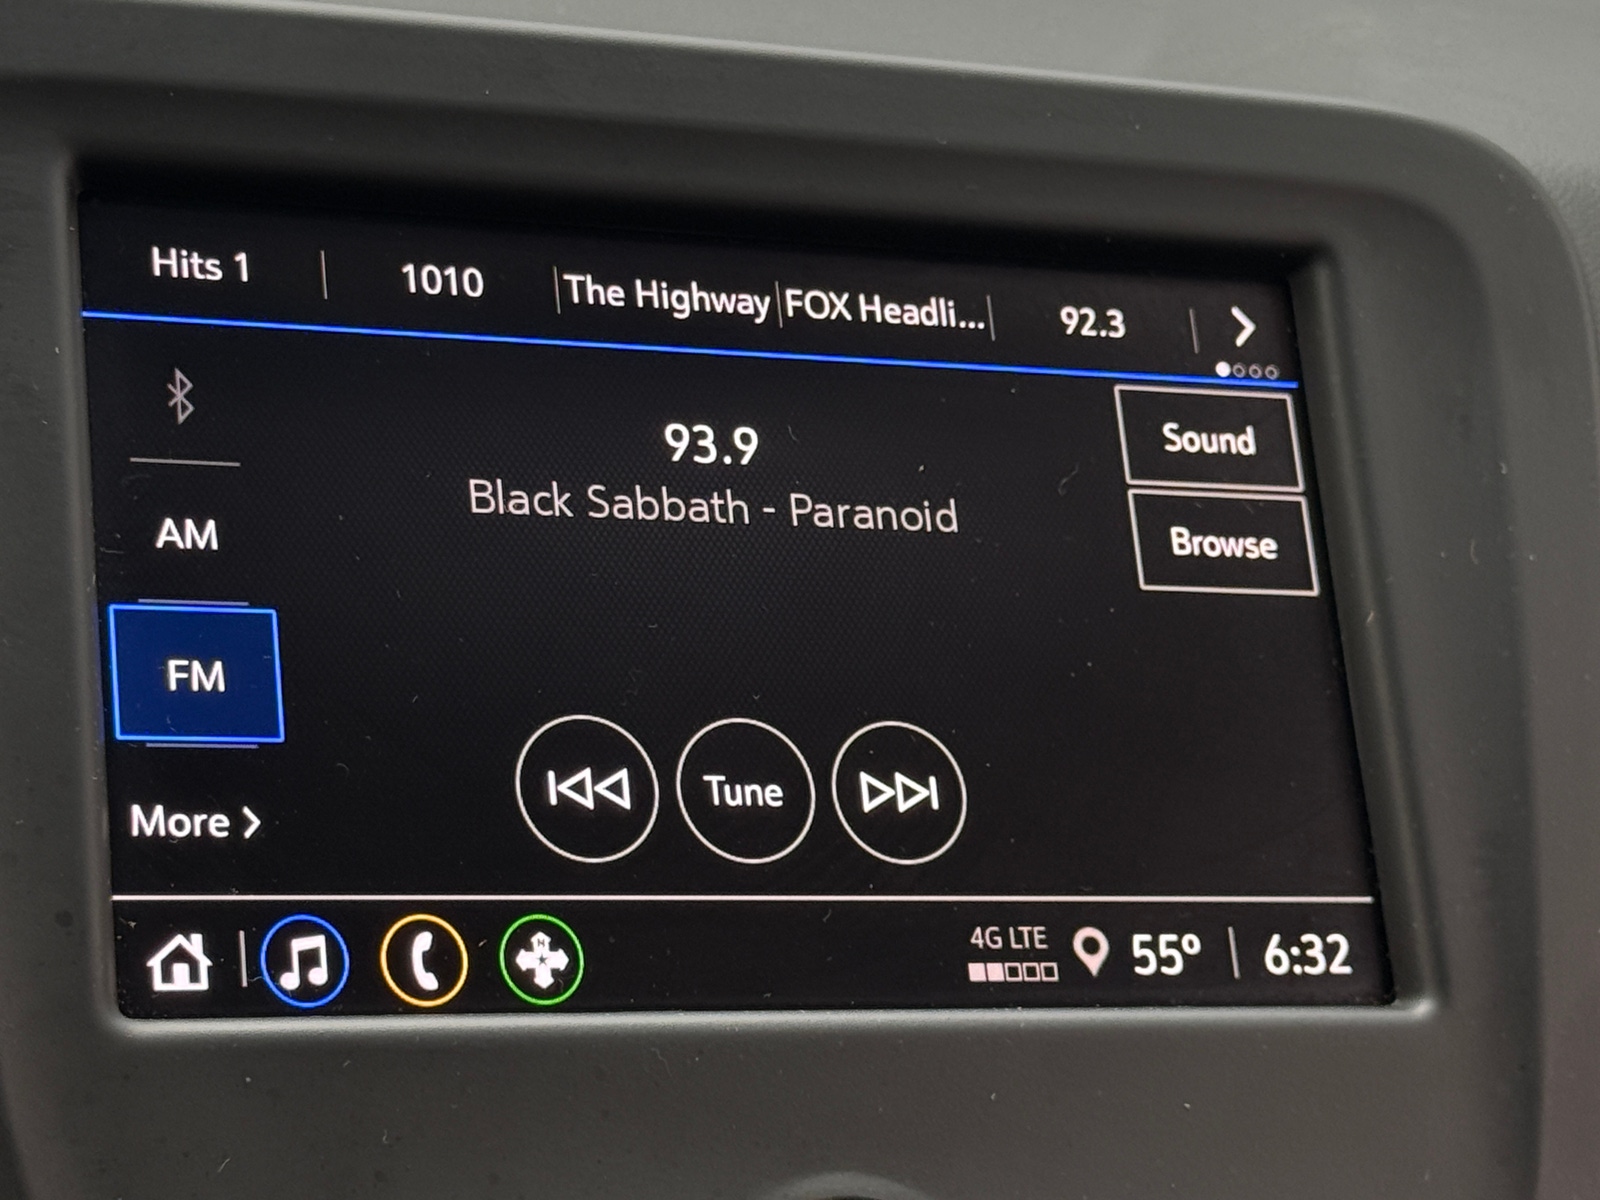 Hits 1
1010
The Highway
FOX Headli...
92.3
93.9
Black Sabbath - Paranoid
Sound
Browse
AM
FM
More
Tune
N
4G LTE
55°
6:32